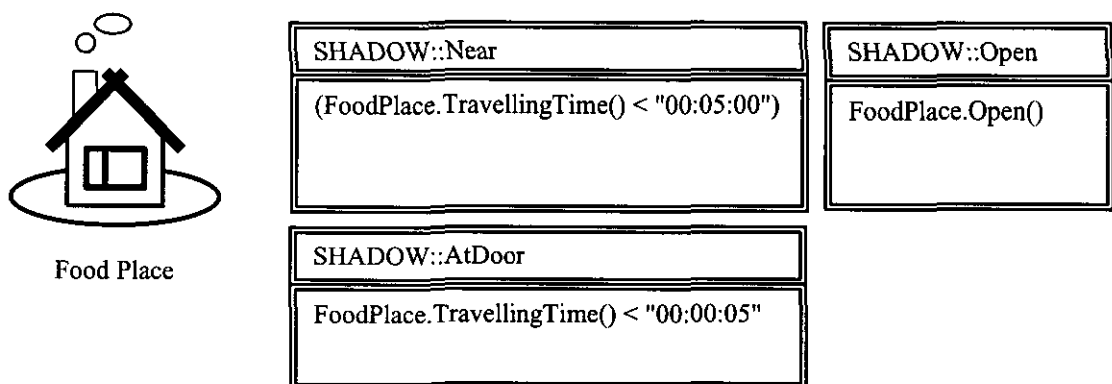 SHADOW::Near
(FoodPlace.TravellingTime() < "00:05:00")
SHADOW::Open
FoodPlace.Open()
Food Place
SHADOW::AtDoor
FoodPlace.TravellingTime() < "00:00:05"